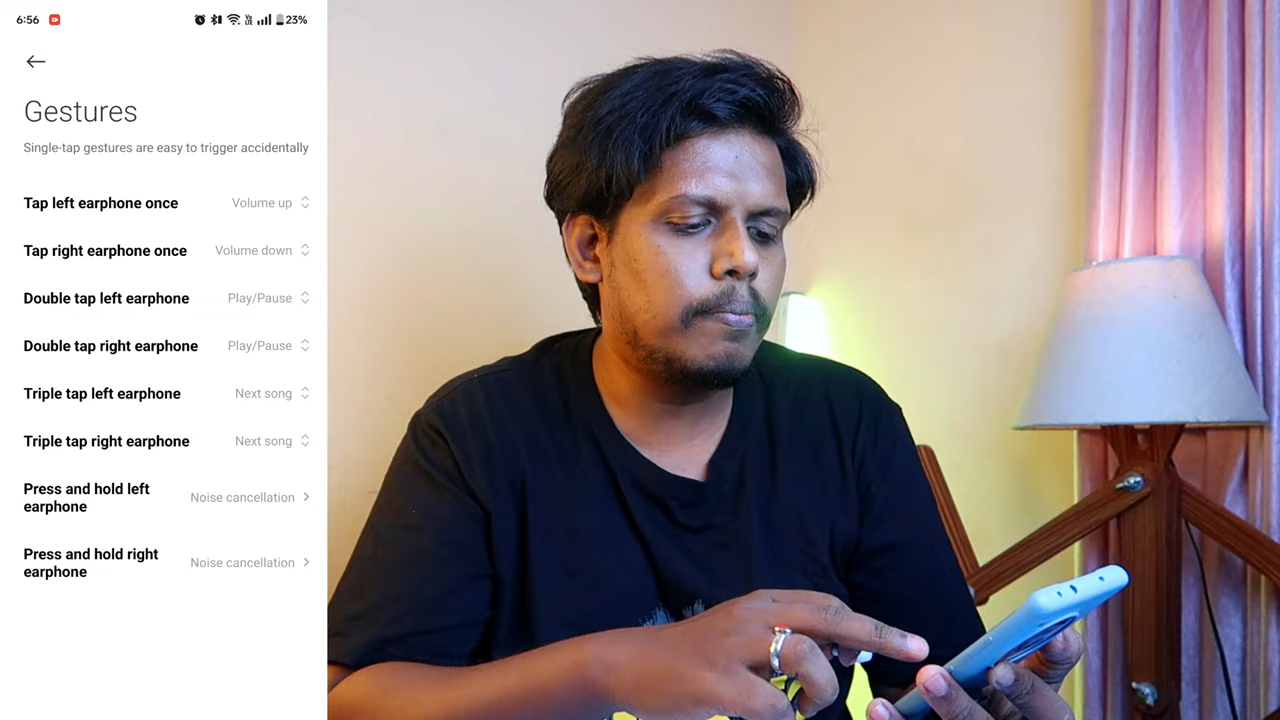 6:56 23%
Gestures
Single-tap gestures are easy to trigger accidentally
Tap left earphone once Volume up
Tap right earphone once Volume down
Double tap left earphone Play/Pause
Double tap right earphone Play/Pause
Triple tap left earphone Next song
Triple tap right earphone Next song
Press and hold left
earphone Noise cancellation
Press and hold right
earphone Noise cancellation